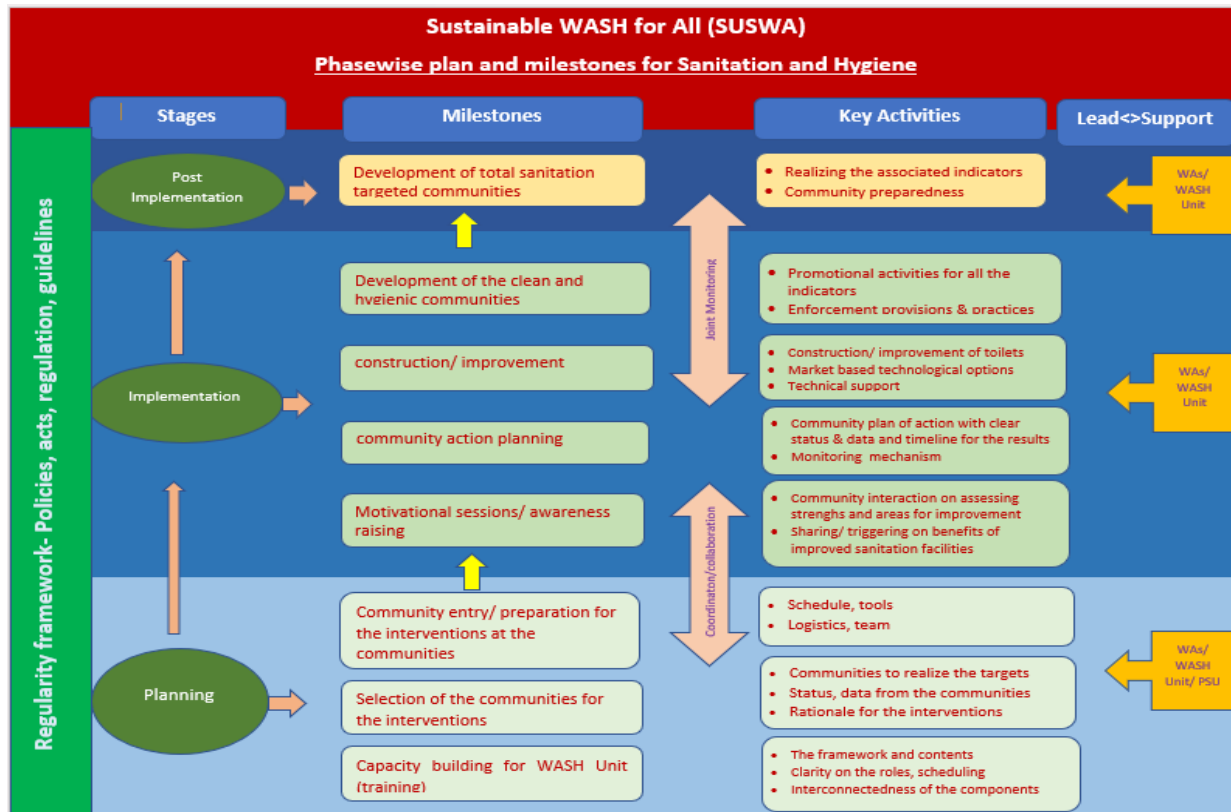 Sustainable WASH for All (SUSWA)
Phasewise plan and milestones for Sanitation and Hygiene
Stages
Milestones
Key Activities
Lead<>Support
Regularity framework- Policies, acts, regulation, guidelines
Post
Implementation
Development of total sanitation
targeted communities
• Realizing the associated indicators
• Community preparedness
WAs/
WASH
Unit
Joint Monitoring
Development of the clean and
hygienic communities
• Promotional activities for all the
indicators
• Enforcement provisions & practices
Implementation
construction/ improvement
• Construction/ improvement of toilets
• Market based technological options
• Technical support
WAs/
WASH
Unit
community action planning
• Community plan of action with clear
status & data and timeline for the results
• Monitoring mechanism
Motivational sessions/ awareness
raising
• Community interaction on assessing
strenghs and areas for improvement
• Sharing/ triggering on benefits of
improved sanitation facilities
Coordinaton/collaboration
Planning
Community entry/ preparation for
the interventions at the
communities
• Schedule, tools
• Logistics, team
Selection of the communities for
the interventions
• Communities to realize the targets
• Status, data from the communities
• Rationale for the interventions
WAs/
WASH
Unit/ PSU
Capacity building for WASH Unit
(training)
• The framework and contents
• Clarity on the roles, scheduling
• Interconnectedness of the components